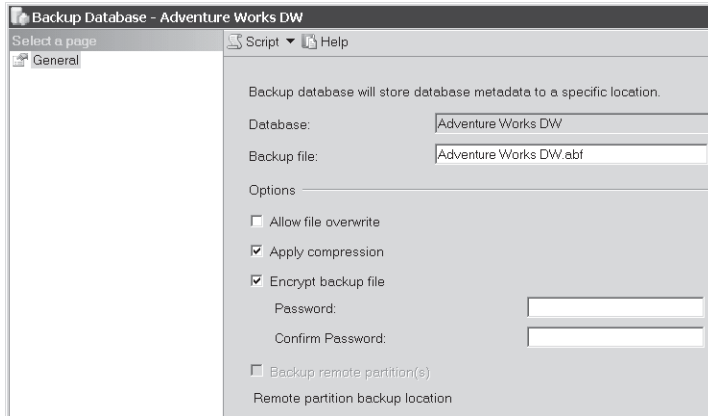 Backup Database - Adventure Works DW
Select a page
General
Script Help
Backup database will store database metadata to a specific location.
Database: Adventure Works DW
Backup file: Adventure Works DW.abf
Options
Allow file overwrite
Apply compression
Encrypt backup file
Password:
Confirm Password:
Backup remote partition(s)
Remote partition backup location